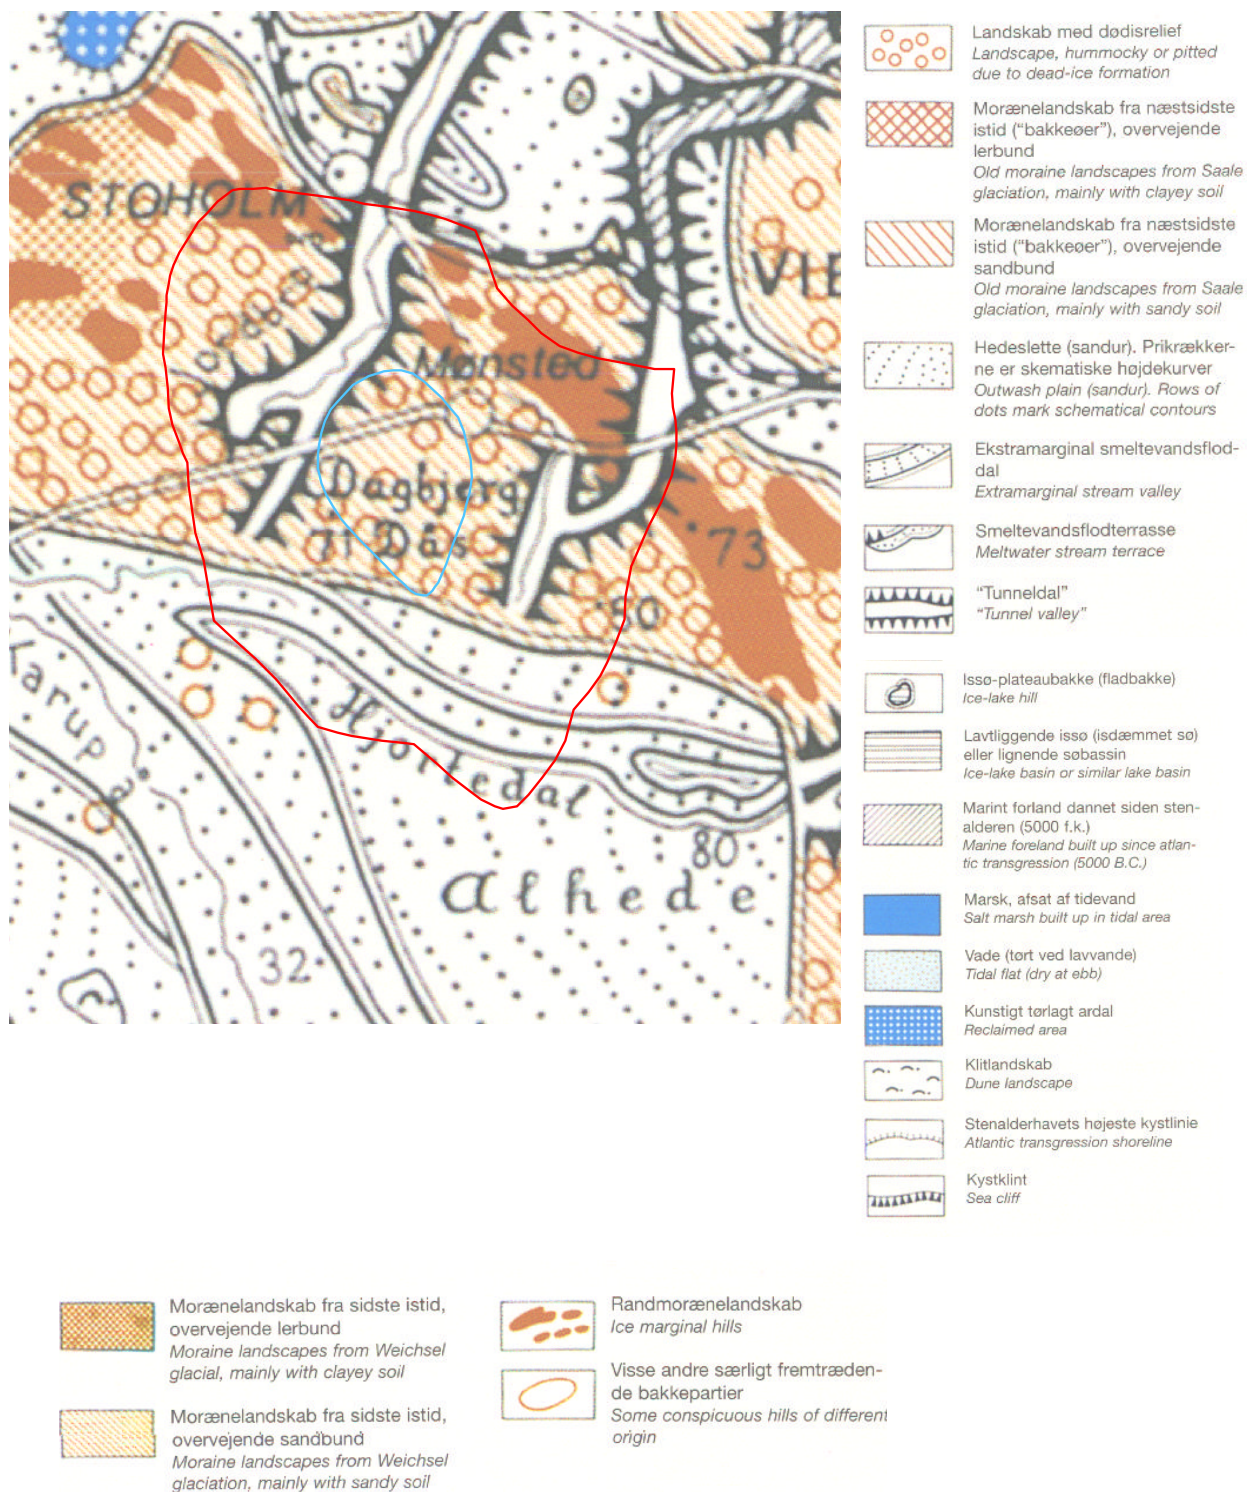 STOHOLM
VIB
Mønsted
Dagbjerg
71 Dås
73
80
Karup
Hjortedal
80
Alhede
32
Landskab med dødisrelief
Landscape, hummocky or pitted
due to dead-ice formation
Morænelandskab fra næstsidste
istid (“bakkeøer”), overvejende
lerbund
Old moraine landscapes from Saale
glaciation, mainly with clayey soil
Morænelandskab fra næstsidste
istid (“bakkeøer”), overvejende
sandbund
Old moraine landscapes from Saale
glaciation, mainly with sandy soil
Hedeslette (sandur). Prikrækker-
ne er skematiske højdekurver
Outwash plain (sandur). Rows of
dots mark schematical contours
Ekstramarginal smeltevandsflod-
dal
Extramarginal stream valley
Smeltevandsflodterrasse
Meltwater stream terrace
“Tunneldal”
“Tunnel valley”
Issø-plateaubakke (fladbakke)
Ice-lake hill
Lavtliggende issø (isdæmmet sø)
eller lignende søbassin
Ice-lake basin or similar lake basin
Marint forland dannet siden sten-
alderen (5000 f.k.)
Marine foreland built up since atlan-
tic transgression (5000 B.C.)
Marsk, afsat af tidevand
Salt marsh built up in tidal area
Vade (tørt ved lavvande)
Tidal flat (dry at ebb)
Kunstigt tørlagt ardal
Reclaimed area
Klitlandskab
Dune landscape
Stenalderhavets højeste kystlinie
Atlantic transgression shoreline
Kystklint
Sea cliff
Morænelandskab fra sidste istid,
overvejende lerbund
Moraine landscapes from Weichsel
glacial, mainly with clayey soil
Morænelandskab fra sidste istid,
overvejende sandbund
Moraine landscapes from Weichsel
glaciation, mainly with sandy soil
Randmorænelandskab
Ice marginal hills
Visse andre særligt fremtræden-
de bakkepartier
Some conspicuous hills of different
origin